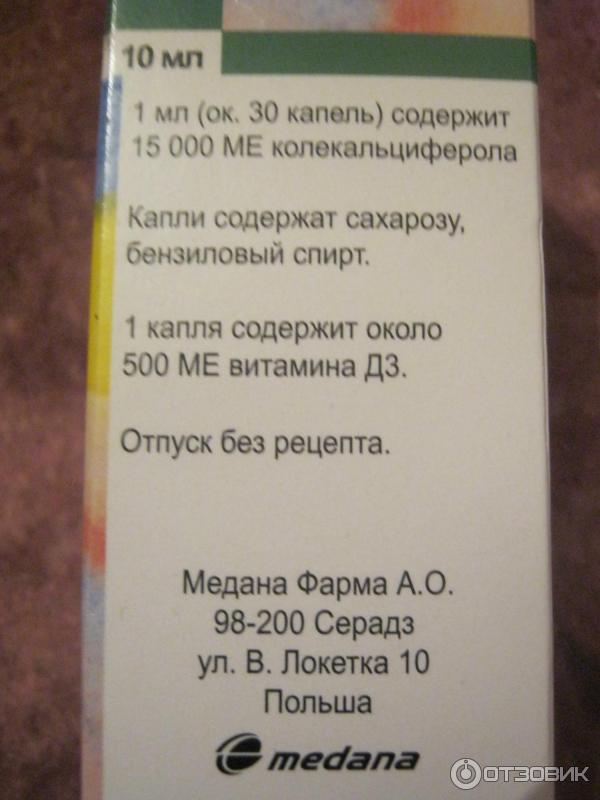 10 мл
1 мл (ок. 30 капель) содержит
15 000 МЕ колекальциферола
Капли содержат сахарозу,
бензиловый спирт.
1 капля содержит около
500 МЕ витамина Д3.
Отпуск без рецепта.
Медана Фарма А.О.
98-200 Серадз
ул. В. Локетка 10
Польша
medana
ОТЗОВИК